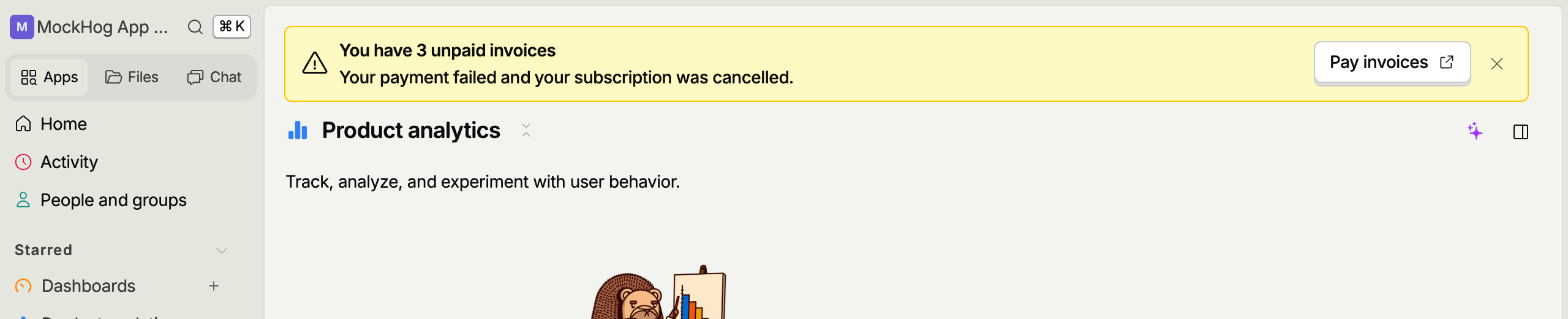 M MockHog App ... ⌘ K
Apps Files Chat
Home
Activity
People and groups
Starred
Dashboards +
You have 3 unpaid invoices
Your payment failed and your subscription was cancelled.
Pay invoices
Product analytics
Track, analyze, and experiment with user behavior.